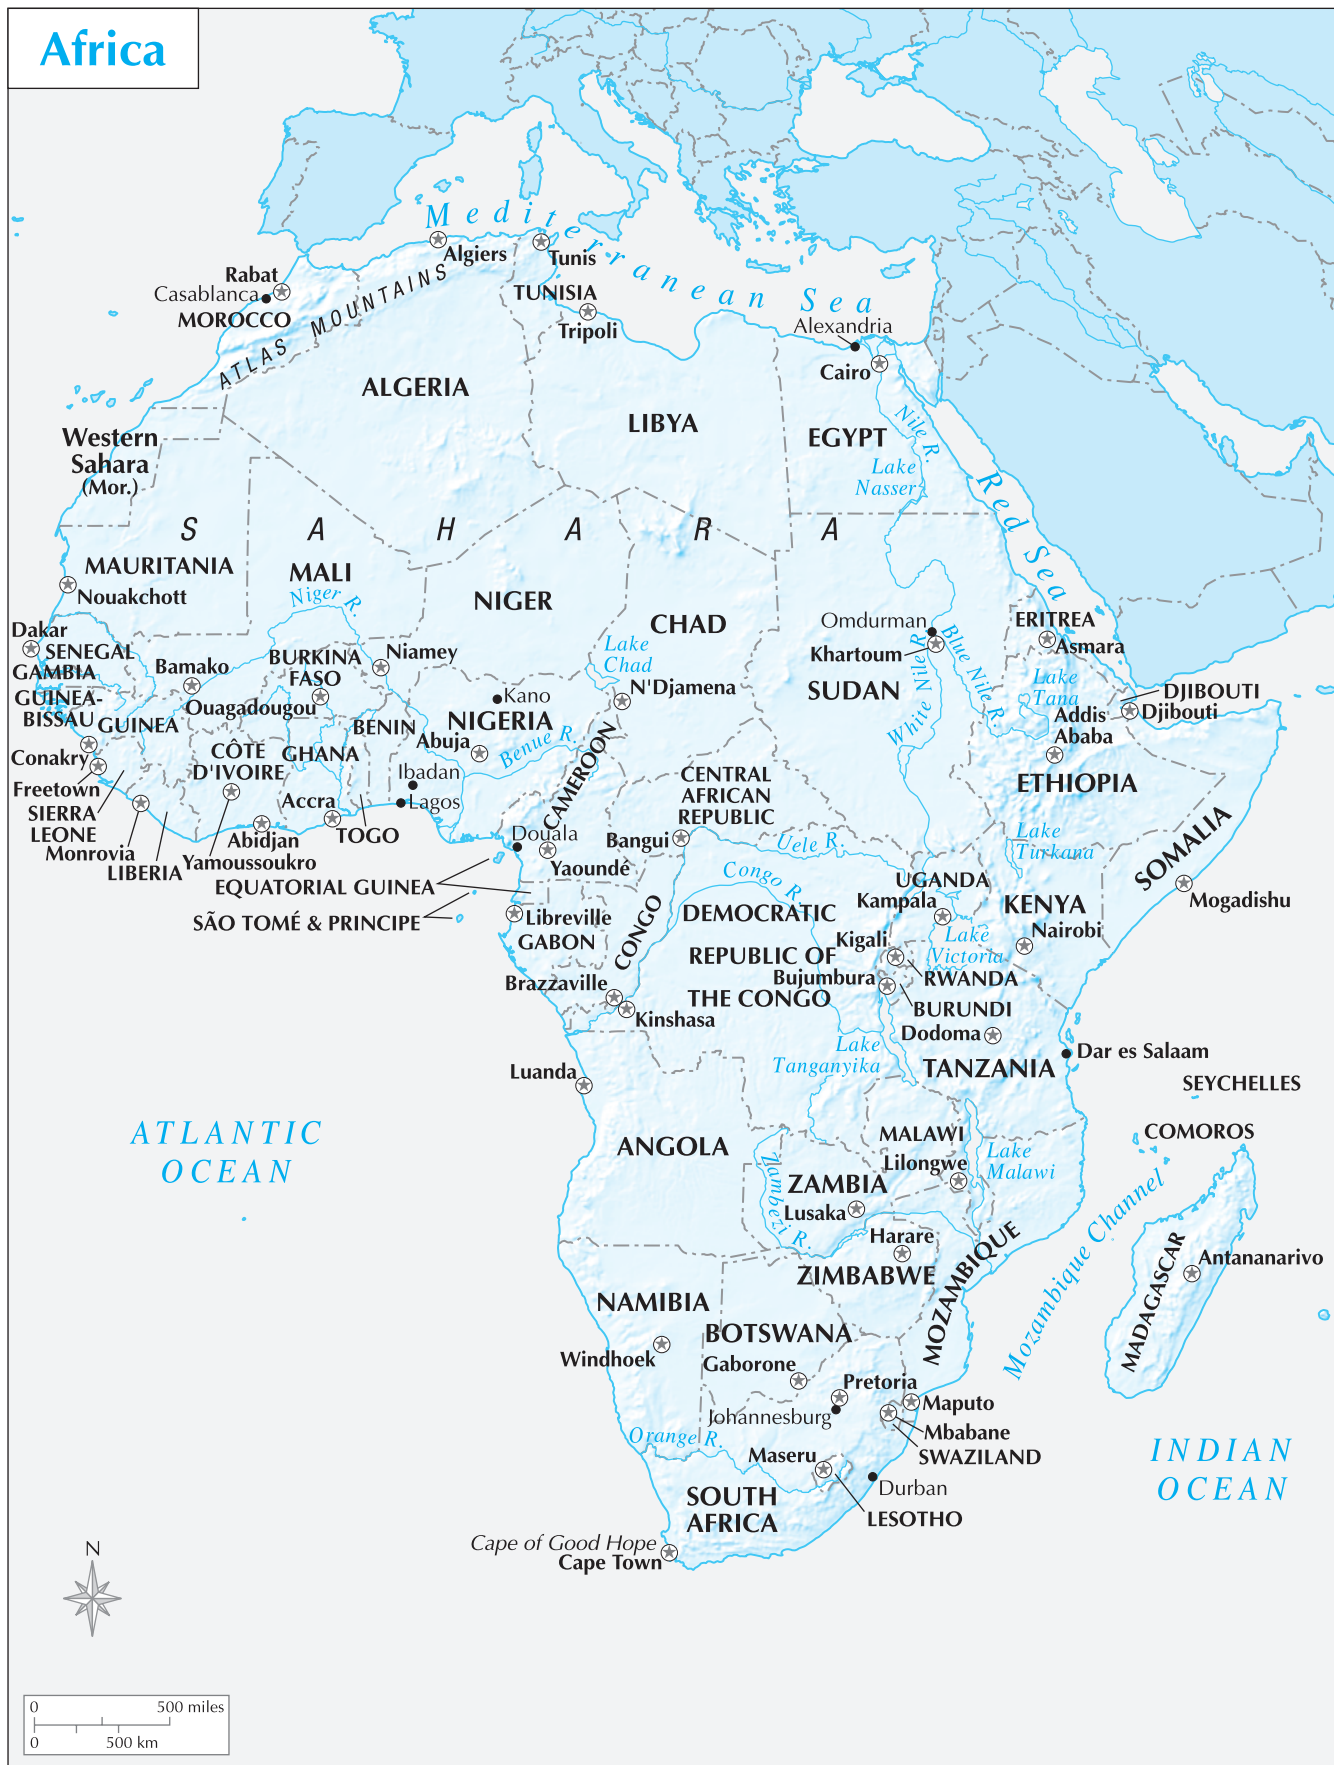 Africa
Mediterranean Sea
Algiers
Tunis
Rabat
Casablanca
MOROCCO
ATLAS MOUNTAINS
TUNISIA
Tripoli
Alexandria
Cairo
ALGERIA
LIBYA
EGYPT
Nile R.
Lake
Nasser
Red Sea
Western
Sahara
(Mor.)
SAHARA
MAURITANIA
Nouakchott
MALI
Niger R.
NIGER
CHAD
Lake
Chad
N'Djamena
Omdurman
Khartoum
SUDAN
White Nile R.
Blue Nile R.
ERITREA
Asmara
Lake
Tana
DJIBOUTI
Djibouti
Addis
Ababa
ETHIOPIA
Dakar
SENEGAL
GAMBIA
GUINEA-
BISSAU
GUINEA
Bamako
BURKINA
FASO
Ouagadougou
Niamey
Kano
NIGERIA
BENIN
Abuja
Benue R.
Conakry
Freetown
SIERRA
LEONE
Monrovia
LIBERIA
CÔTE
D'IVOIRE
Yamoussoukro
Abidjan
GHANA
Accra
TOGO
Ibadan
Lagos
CAMEROON
Douala
Yaoundé
CENTRAL
AFRICAN
REPUBLIC
Bangui
Uele R.
Congo R.
EQUATORIAL GUINEA
SÃO TOMÉ & PRINCIPE
Libreville
GABON
CONGO
Brazzaville
Kinshasa
DEMOCRATIC
REPUBLIC OF
THE CONGO
UGANDA
Kampala
Lake
Turkana
KENYA
Nairobi
SOMALIA
Mogadishu
Kigali
RWANDA
Lake
Victoria
Bujumbura
BURUNDI
Dodoma
Lake
Tanganyika
TANZANIA
Dar es Salaam
SEYCHELLES
COMOROS
Luanda
ANGOLA
ATLANTIC
OCEAN
Zambezi R.
ZAMBIA
Lusaka
MALAWI
Lilongwe
Lake
Malawi
Harare
ZIMBABWE
MOZAMBIQUE
Mozambique Channel
MADAGASCAR
Antananarivo
NAMIBIA
Windhoek
BOTSWANA
Gaborone
Pretoria
Johannesburg
Maputo
Mbabane
SWAZILAND
Orange R.
Maseru
Durban
LESOTHO
SOUTH
AFRICA
Cape of Good Hope
Cape Town
INDIAN
OCEAN
N
0 500 miles
0 500 km